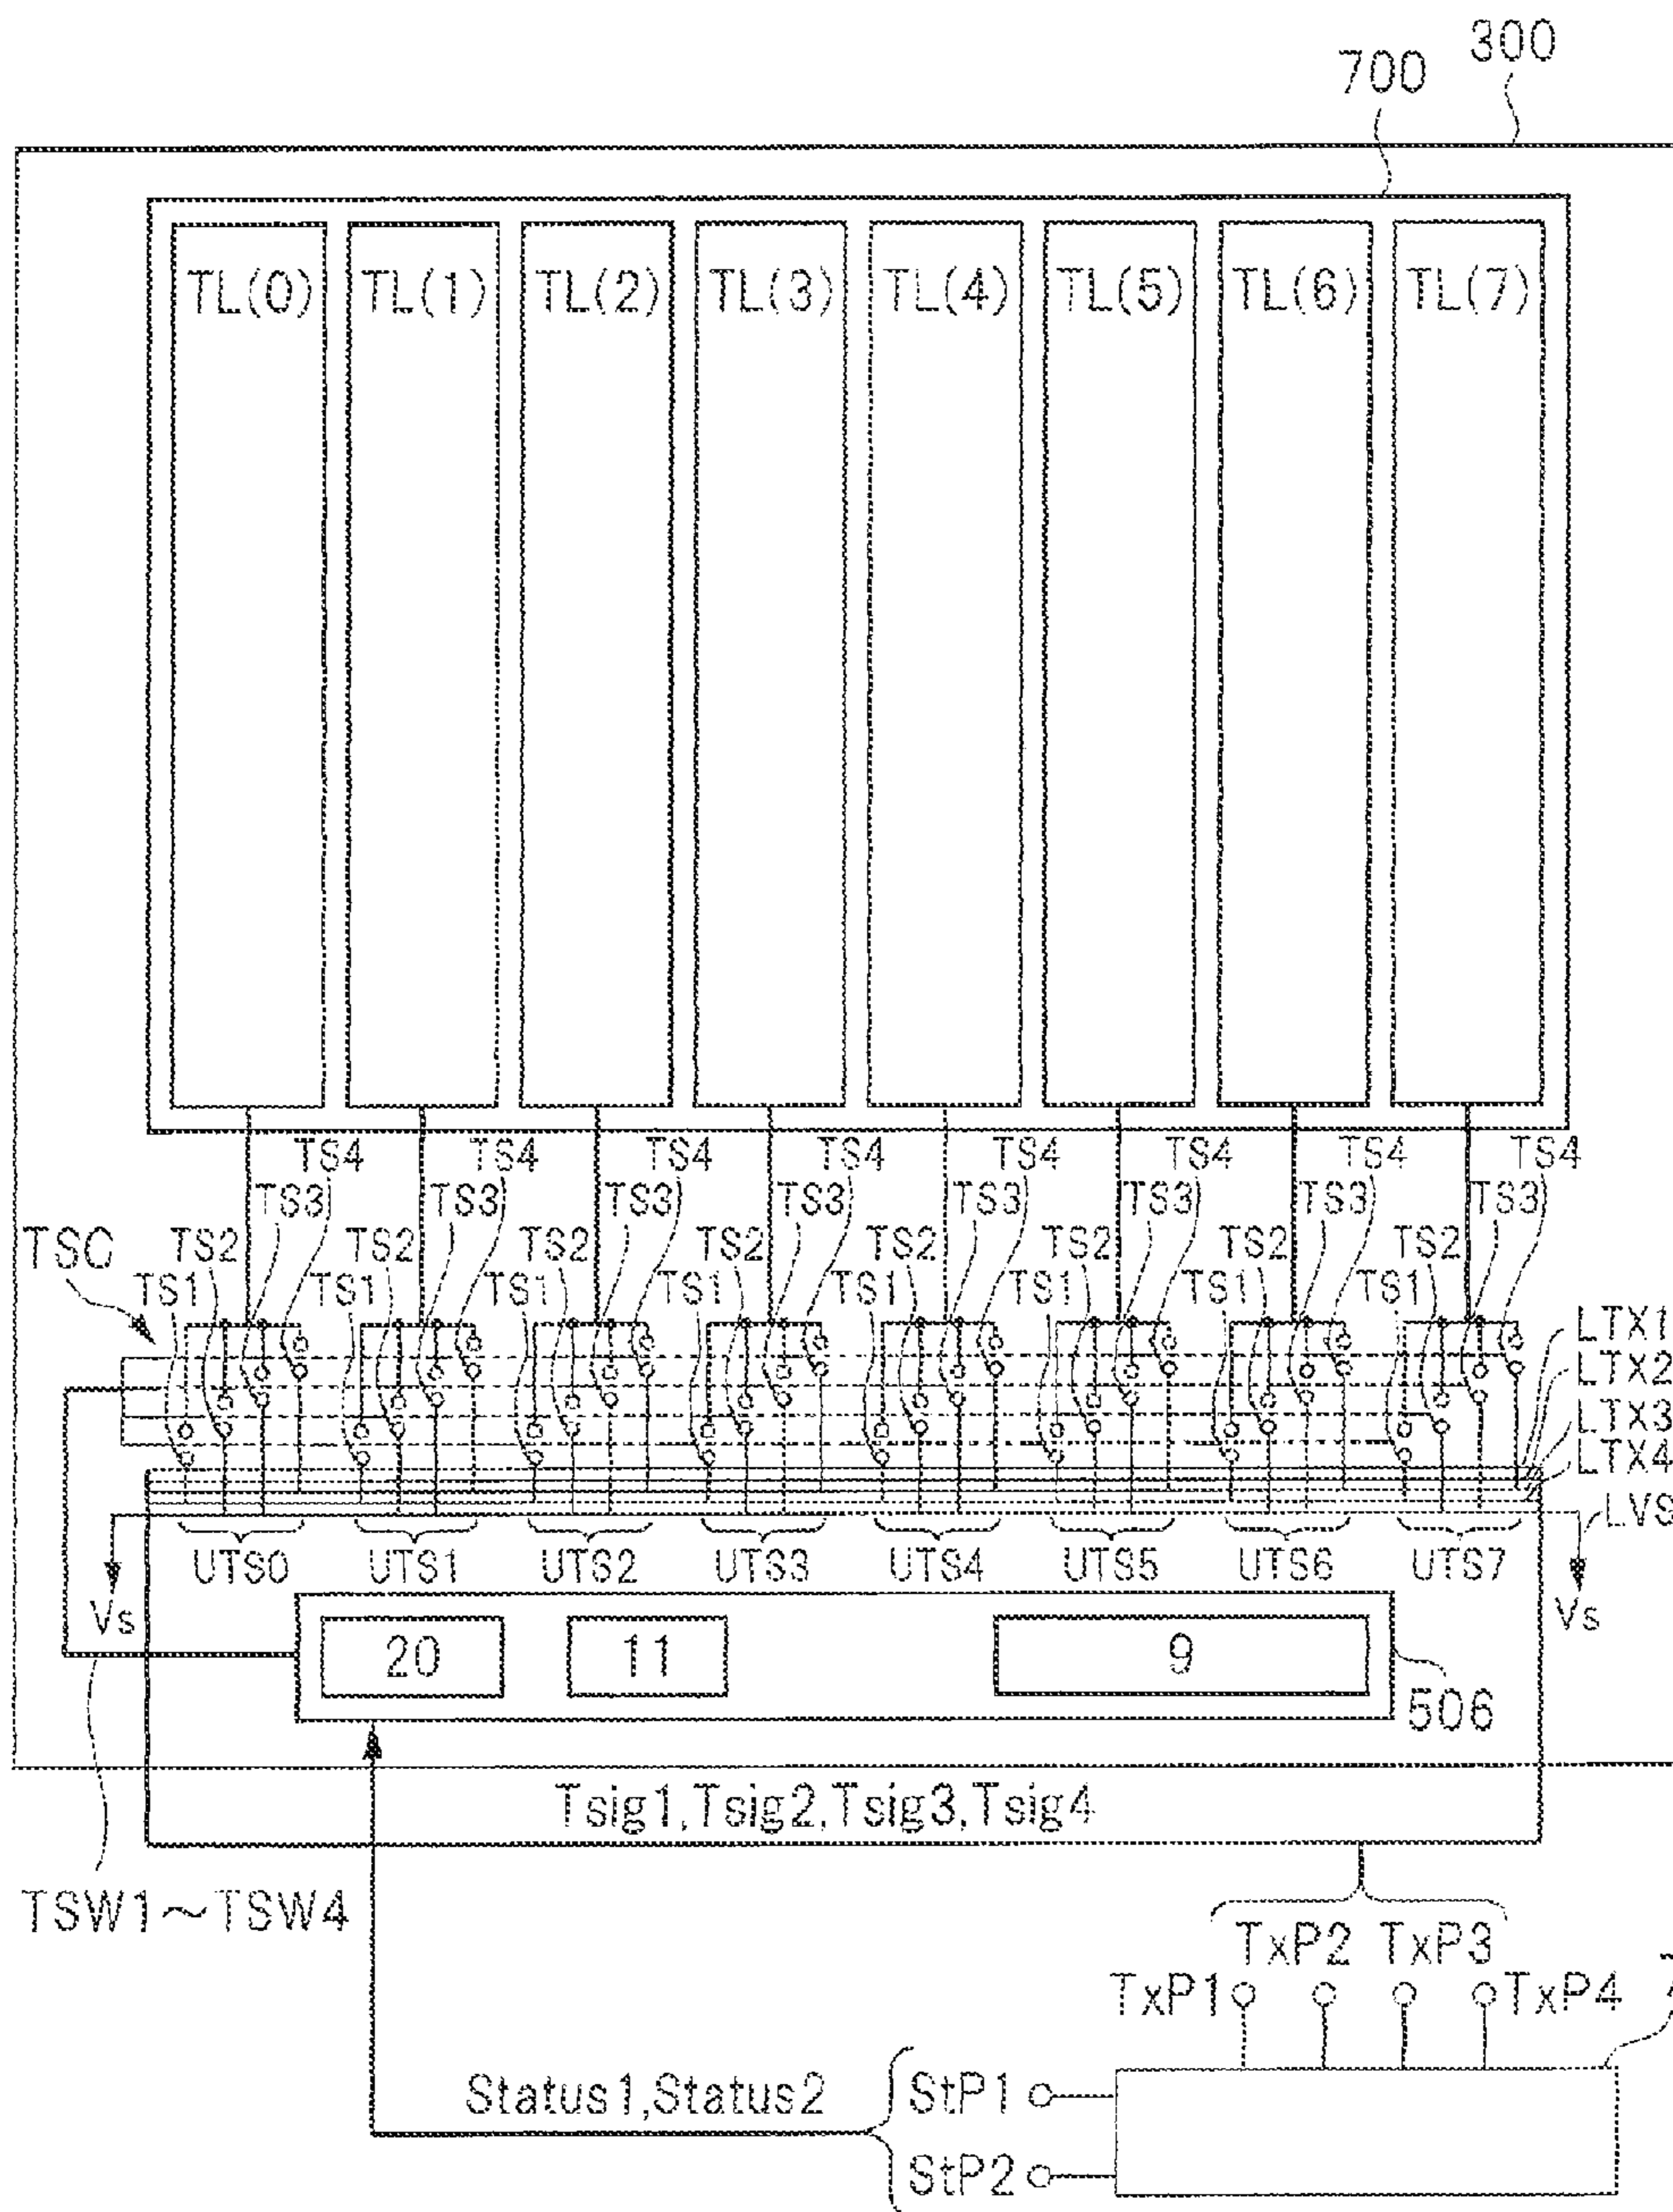 300
700
TL(0) TL(1) TL(2) TL(3) TL(4) TL(5) TL(6) TL(7)
TS4 TS4 TS4 TS4 TS4 TS4 TS4 TS4
TS3 TS3 TS3 TS3 TS3 TS3 TS3 TS3
TSC TS2 TS2 TS2 TS2 TS2 TS2 TS2 TS2
TS1 TS1 TS1 TS1 TS1 TS1 TS1 TS1
LTX1
LTX2
LTX3
LTX4
LVS
UTS0 UTS1 UTS2 UTS3 UTS4 UTS5 UTS6 UTS7
Vs Vs
20 11 9
506
Tsig1,Tsig2,Tsig3,Tsig4
TSW1~TSW4
TxP2 TxP3
TxP1 TxP4
Status1,Status2 StP1
StP2